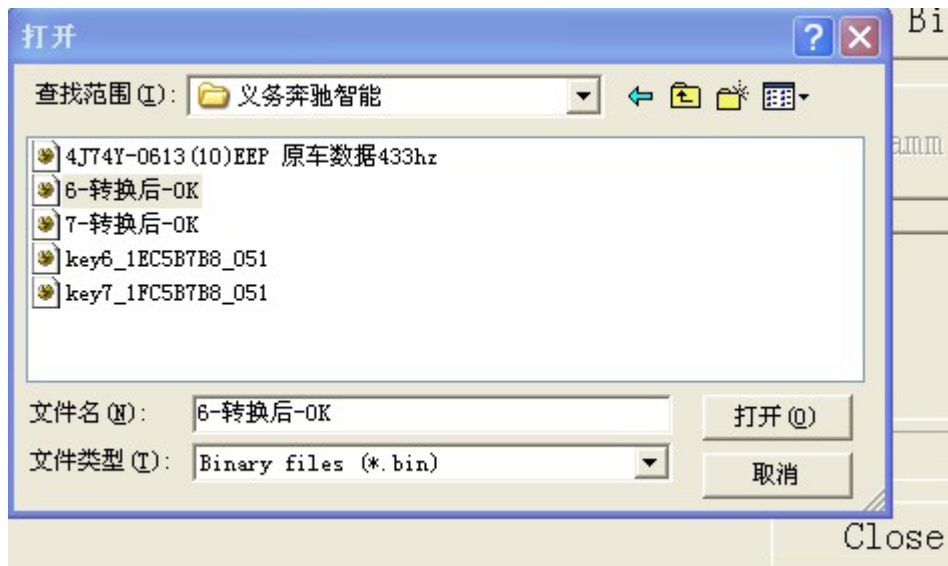 打开
Bi
查找范围(I):
义务奔驰智能
amm
4J74Y-0613(10)EEP 原车数据433hz
6-转换后-OK
7-转换后-OK
key6_1EC5B7B8_051
key7_1FC5B7B8_051
文件名(N): 6-转换后-OK 打开(O)
文件类型(T): Binary files (*.bin) 取消
Close